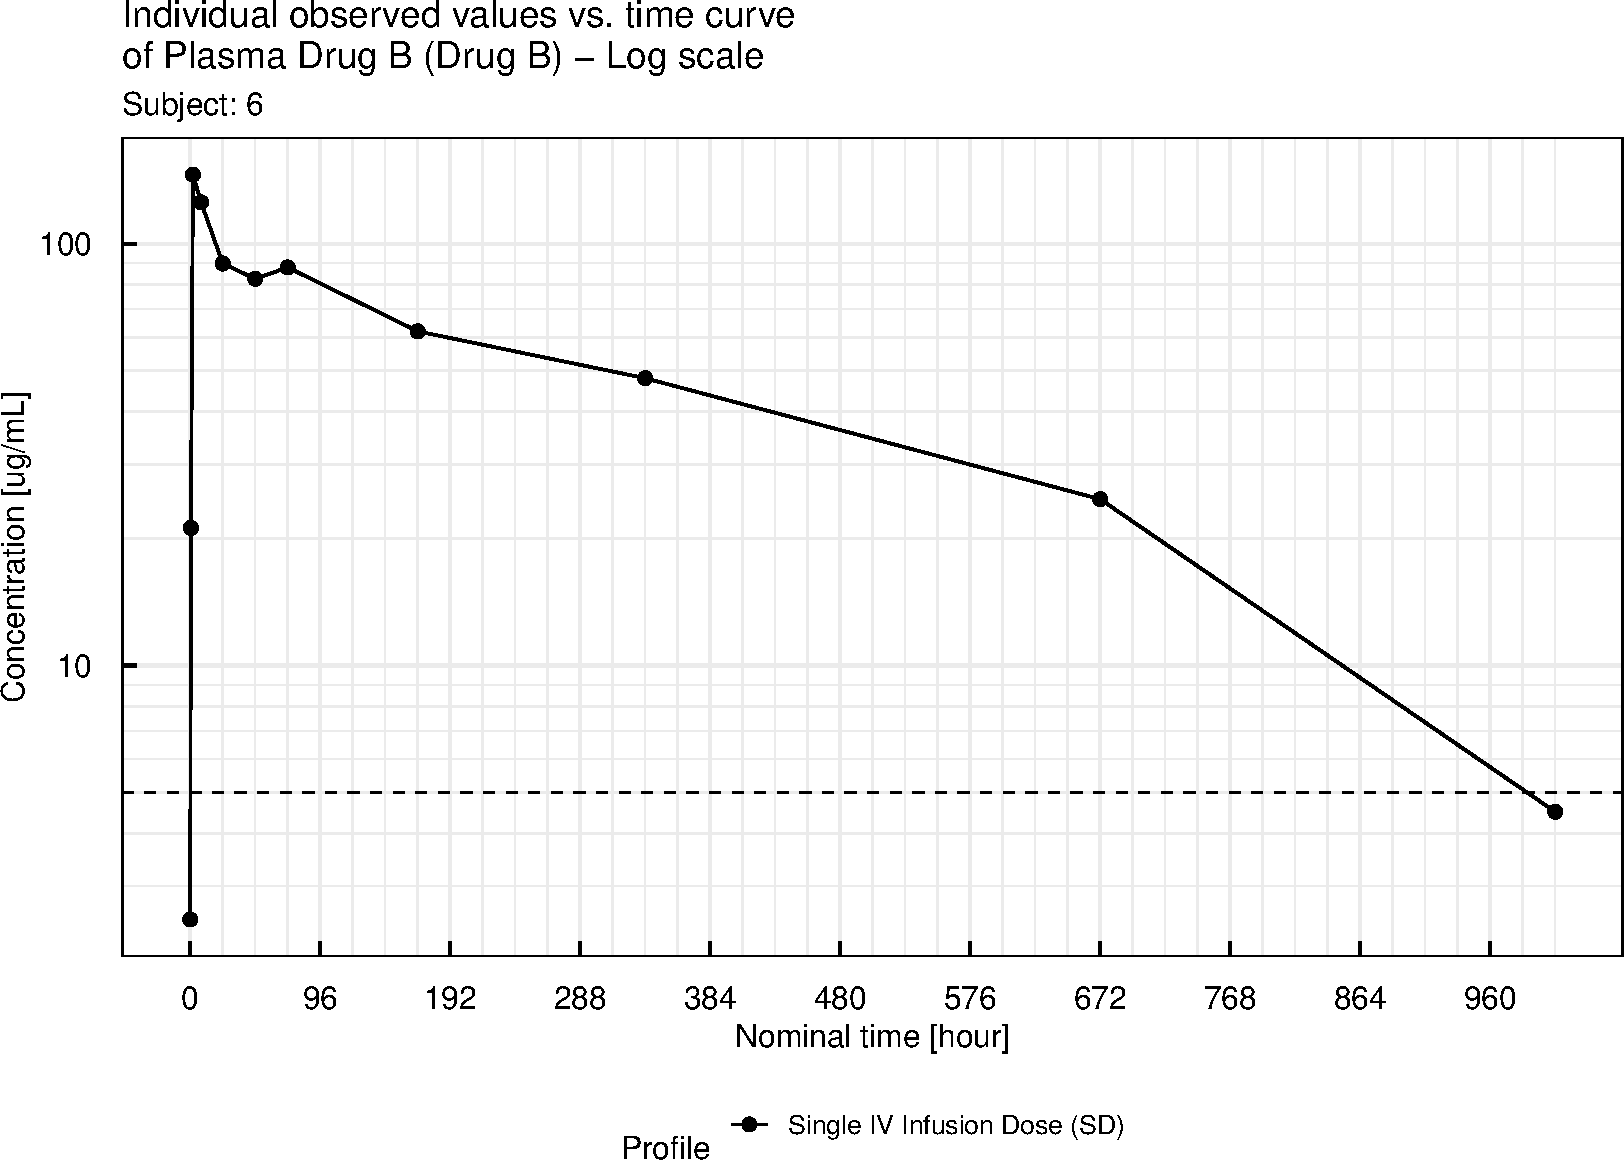 Individual observed values vs. time curve
of Plasma Drug B (Drug B) – Log scale
Subject: 6
100
10
Concentration [ug/mL]
0 96 192 288 384 480 576 672 768 864 960
Nominal time [hour]
Profile
Single IV Infusion Dose (SD)